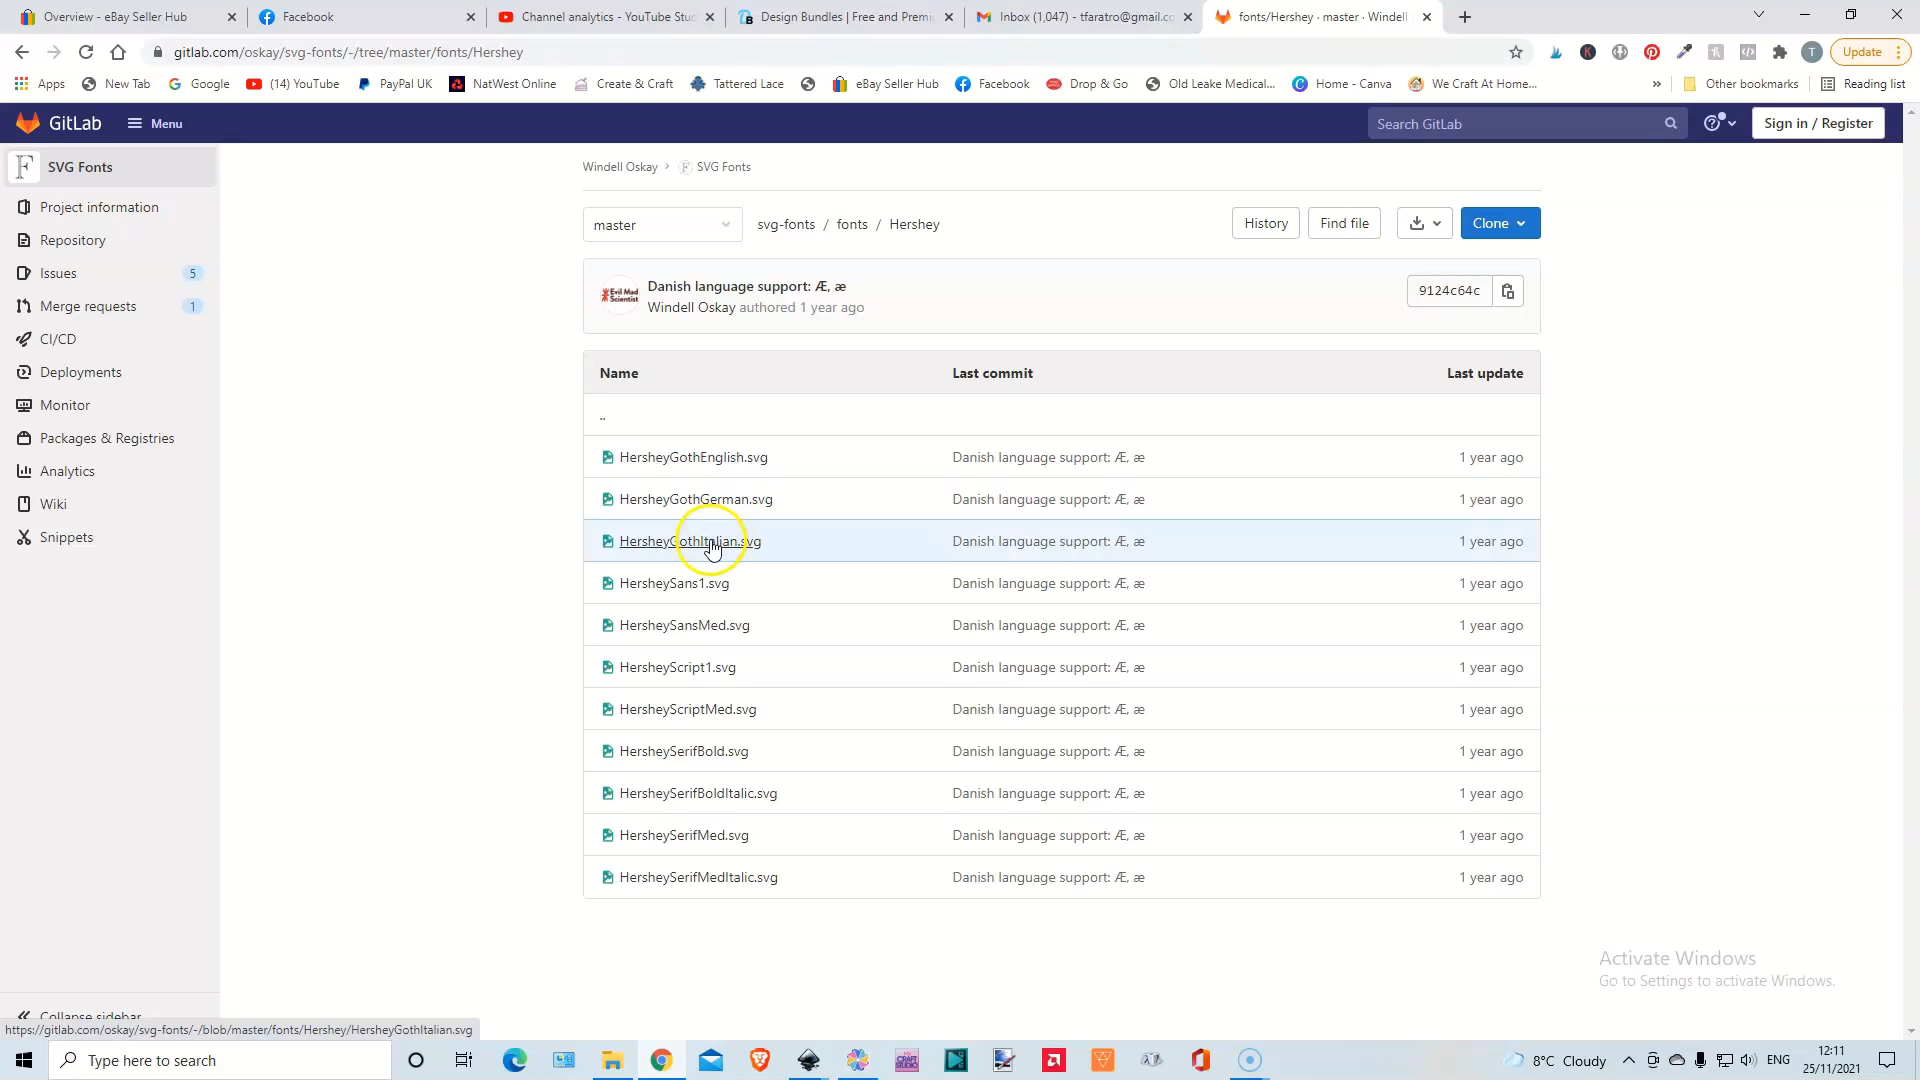 Overview - eBay Seller Hub
Facebook
Channel analytics - YouTube Stu
Design Bundles | Free and Premi
Inbox (1,047) - tfaratro@gmail.co
fonts/Hershey · master · Windell
gitlab.com/oskay/svg-fonts/-/tree/master/fonts/Hershey
Update
Apps
New Tab
Google
(14) YouTube
PayPal UK
NatWest Online
Create & Craft
Tattered Lace
eBay Seller Hub
Facebook
Drop & Go
Old Leake Medical...
Home - Canva
We Craft At Home...
»
Other bookmarks
Reading list
GitLab
Menu
Search GitLab
Sign in / Register
F SVG Fonts
Project information
Repository
Issues 5
Merge requests 1
CI/CD
Deployments
Monitor
Packages & Registries
Analytics
Wiki
Snippets
Collapse sidebar
Windell Oskay > SVG Fonts
master
svg-fonts / fonts / Hershey
History
Find file
Clone
Evil Mad Scientist
Danish language support: Æ, æ
Windell Oskay authored 1 year ago
9124c64c
Name Last commit Last update
..
HersheyGothEnglish.svg Danish language support: Æ, æ 1 year ago
HersheyGothGerman.svg Danish language support: Æ, æ 1 year ago
HersheyGothItalian.svg Danish language support: Æ, æ 1 year ago
HersheySans1.svg Danish language support: Æ, æ 1 year ago
HersheySansMed.svg Danish language support: Æ, æ 1 year ago
HersheyScript1.svg Danish language support: Æ, æ 1 year ago
HersheyScriptMed.svg Danish language support: Æ, æ 1 year ago
HersheySerifBold.svg Danish language support: Æ, æ 1 year ago
HersheySerifBoldItalic.svg Danish language support: Æ, æ 1 year ago
HersheySerifMed.svg Danish language support: Æ, æ 1 year ago
HersheySerifMedItalic.svg Danish language support: Æ, æ 1 year ago
Activate Windows
Go to Settings to activate Windows.
https://gitlab.com/oskay/svg-fonts/-/blob/master/fonts/Hershey/HersheyGothItalian.svg
Type here to search
8°C Cloudy
ENG
12:11
25/11/2021